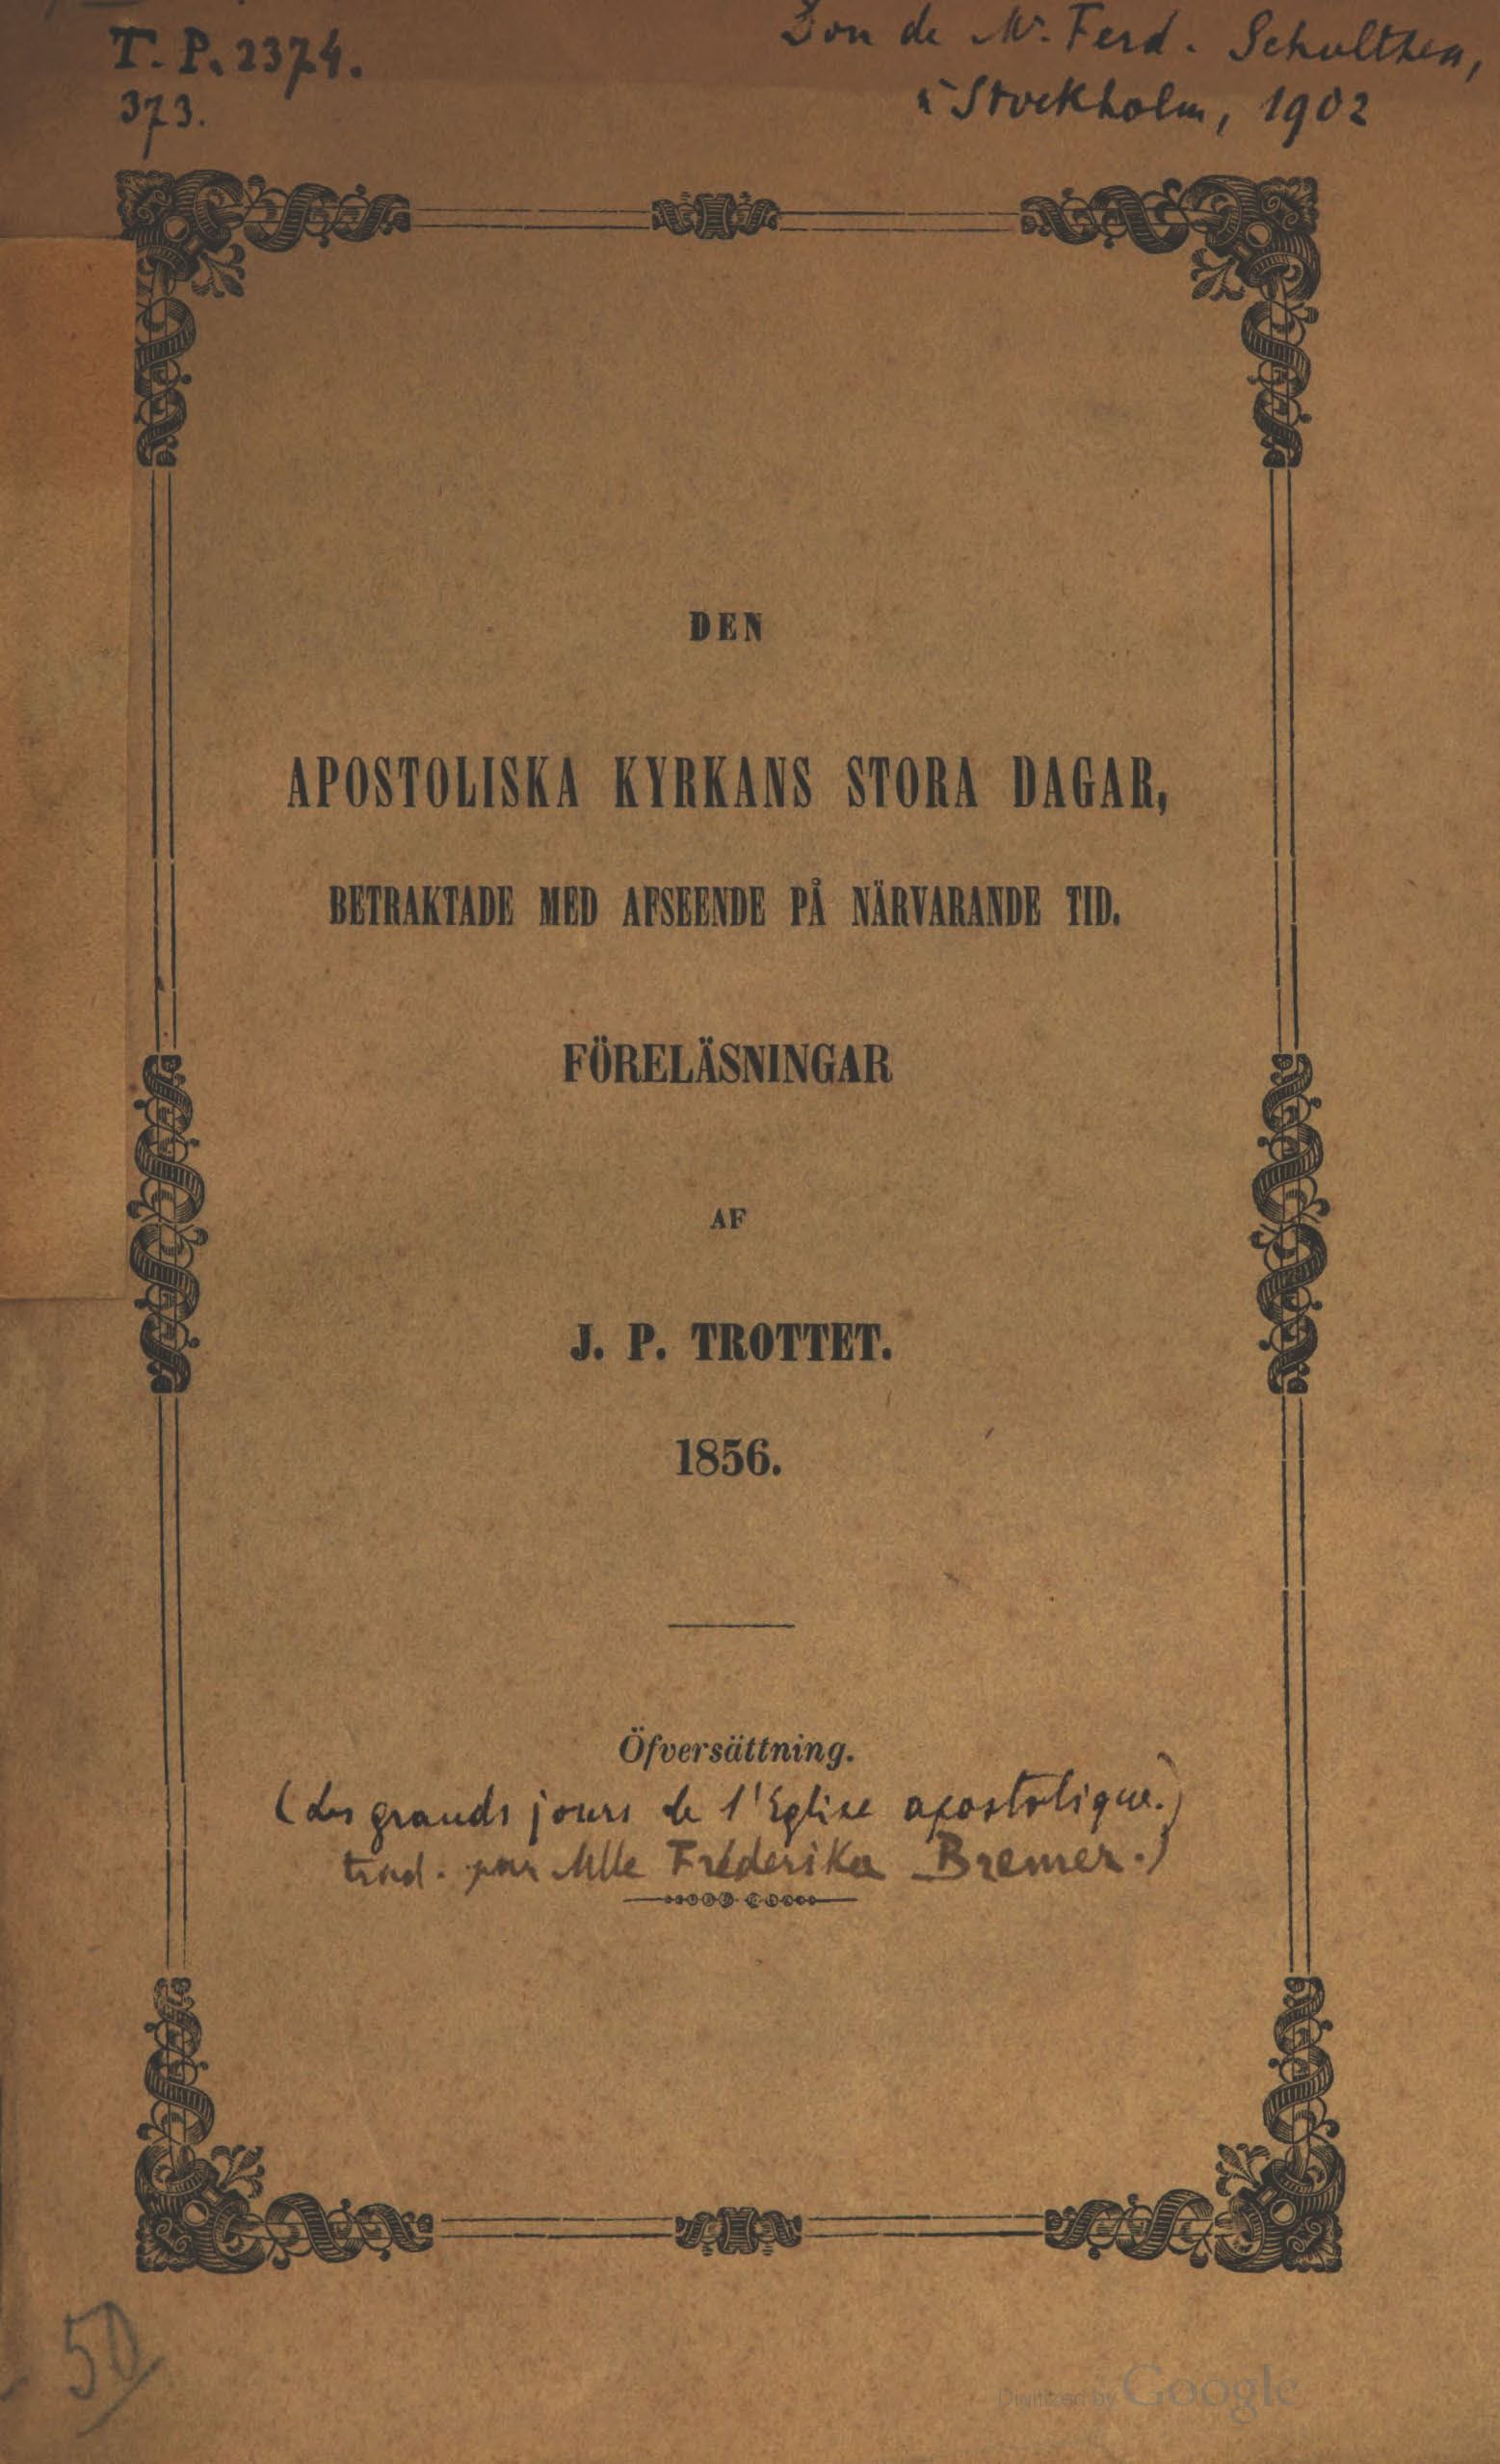 T. P. 2374.
373.
Don de Mr. Ferd. Schulthess,
à Stockholm, 1902
DEN
APOSTOLISKA KYRKANS STORA DAGAR,
BETRAKTADE MED AFSEENDE PÅ NÄRVARANDE TID.
FÖRELÄSNINGAR
AF
J. P. TROTTET.
1856.
Öfversättning.
(des grands jours de l'Eglise apostolique.)
trad. par Mlle Fréderika Bremer.)
50
Digitized by Google